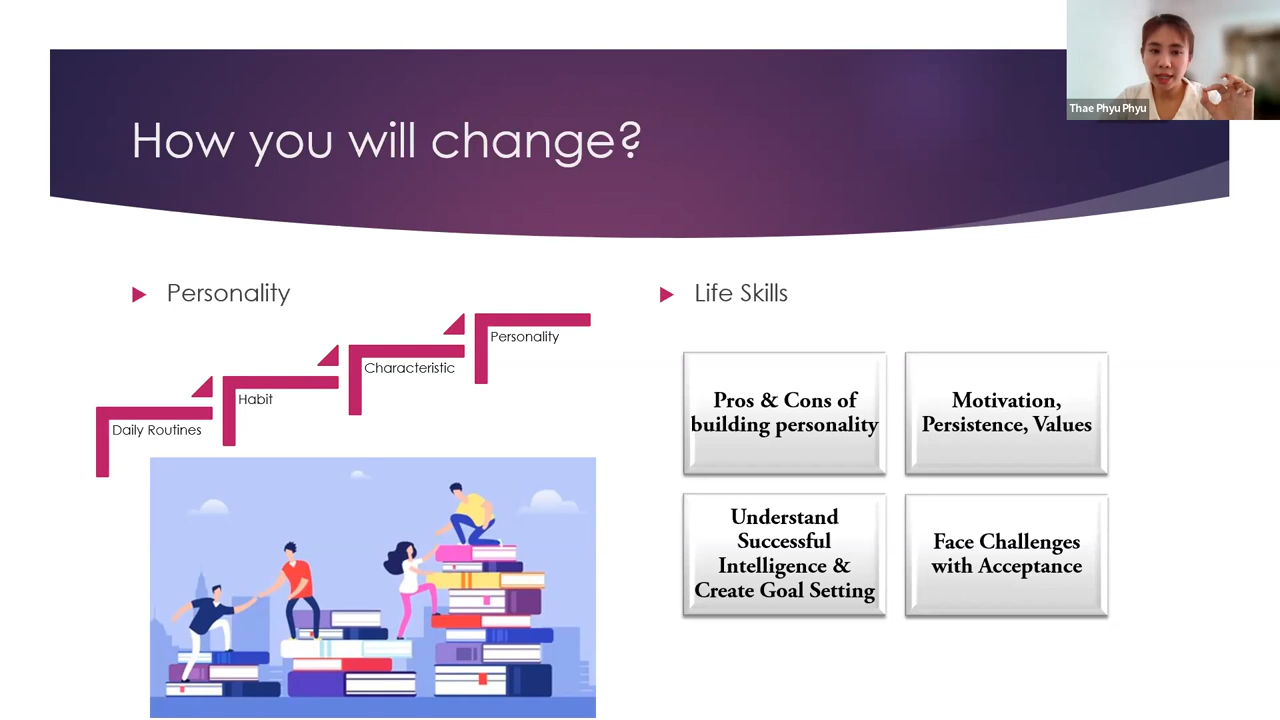 How you will change?
Thae Phyu Phyu
Personality
Personality
Characteristic
Habit
Daily Routines
Life Skills
Pros & Cons of
building personality
Motivation,
Persistence, Values
Understand
Successful
Intelligence &
Create Goal Setting
Face Challenges
with Acceptance